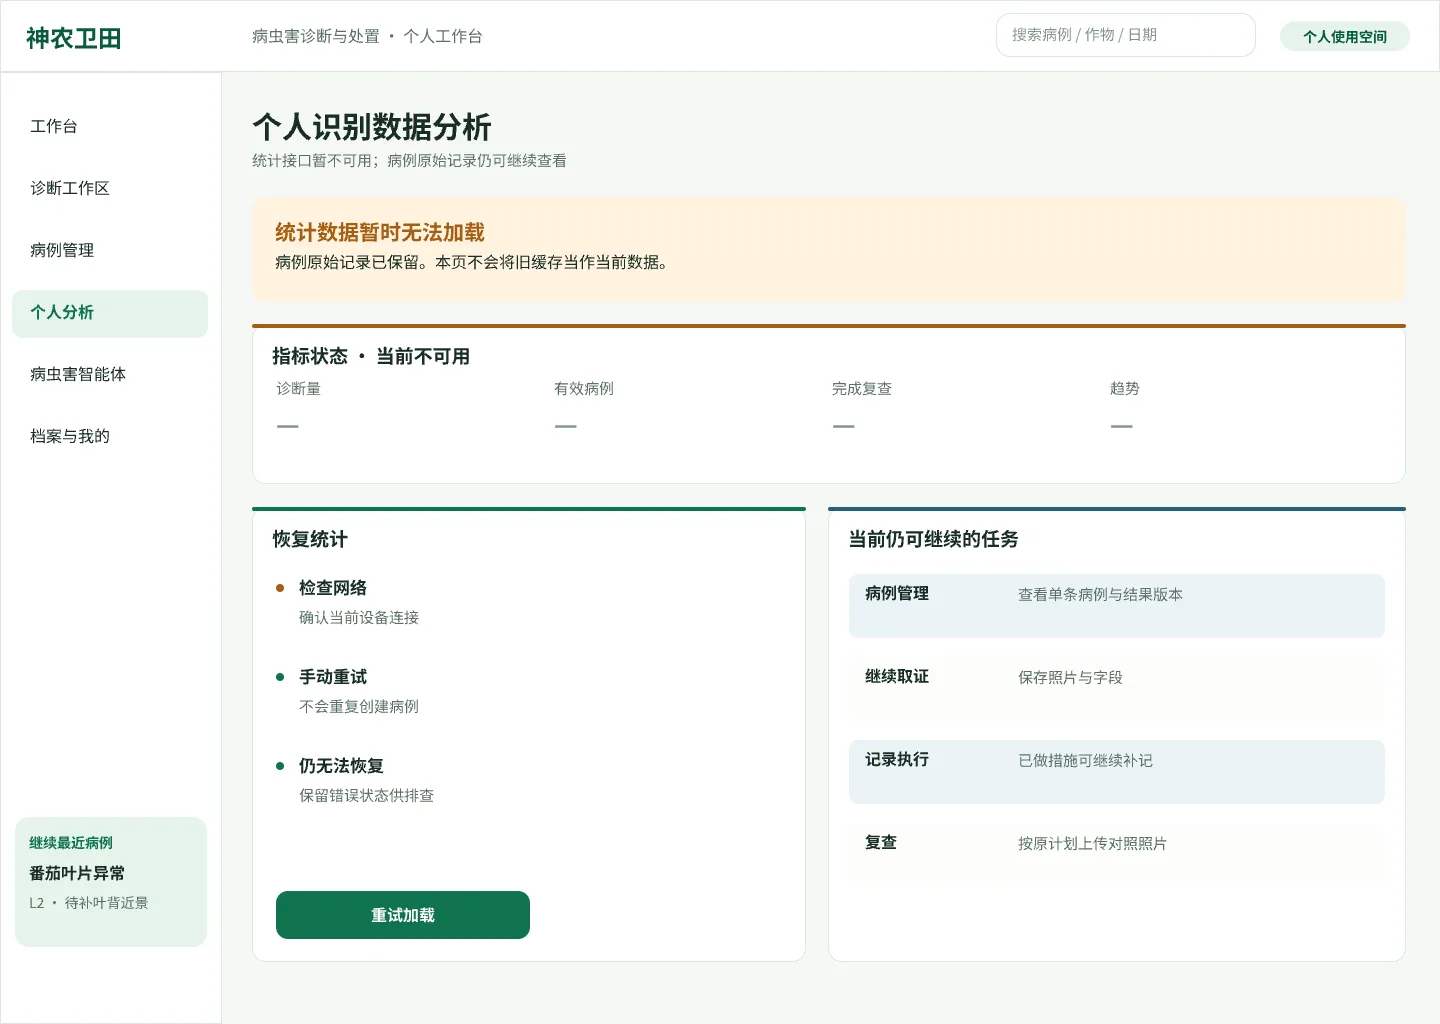 神农卫田
病虫害诊断与处置 · 个人工作台
搜索病例 / 作物 / 日期
个人使用空间
工作台
诊断工作区
病例管理
个人分析
病虫害智能体
档案与我的
继续最近病例
番茄叶片异常
L2 · 待补叶背近景
个人识别数据分析
统计接口暂不可用；病例原始记录仍可继续查看
统计数据暂时无法加载
病例原始记录已保留。本页不会将旧缓存当作当前数据。
指标状态 · 当前不可用
诊断量 有效病例 完成复查 趋势
— — — —
恢复统计
检查网络
确认当前设备连接
手动重试
不会重复创建病例
仍无法恢复
保留错误状态供排查
重试加载
当前仍可继续的任务
病例管理 查看单条病例与结果版本
继续取证 保存照片与字段
记录执行 已做措施可继续补记
复查 按原计划上传对照照片